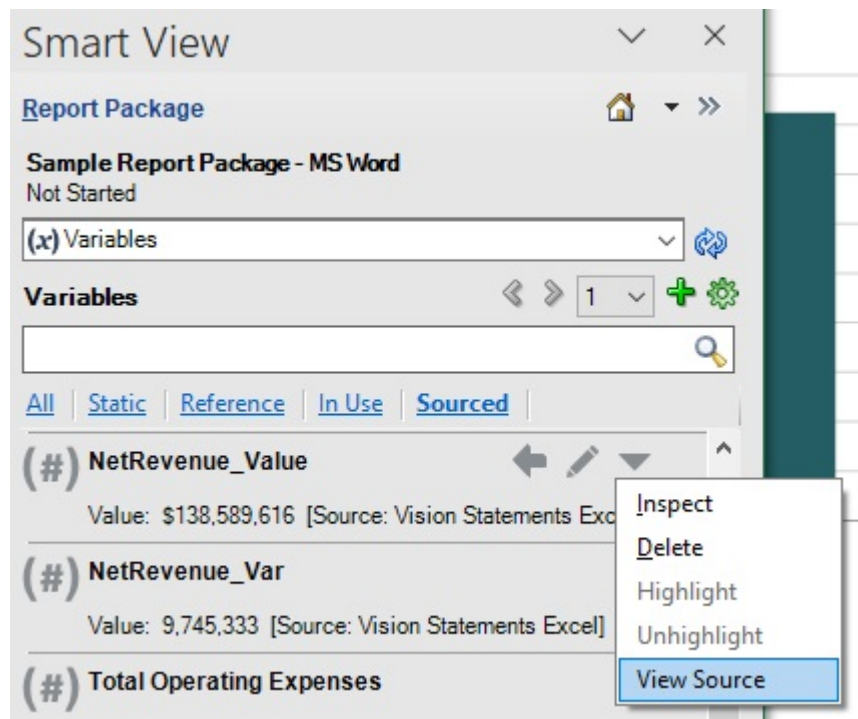 Smart View
Report Package
Sample Report Package - MS Word
Not Started
(x) Variables
Variables
1
All Static Reference In Use Sourced
(#) NetRevenue_Value
Value: $138,589,616 [Source: Vision Statements Exc
(#) NetRevenue_Var
Value: 9,745,333 [Source: Vision Statements Excel]
(#) Total Operating Expenses
Inspect
Delete
Highlight
Unhighlight
View Source